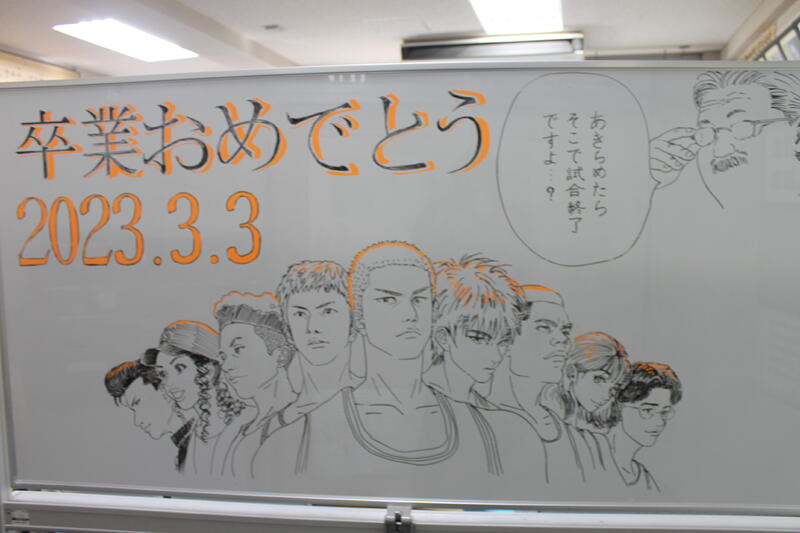 卒業おめでとう
2023.3.3
あきらめたら
そこで試合終了
ですよ…?